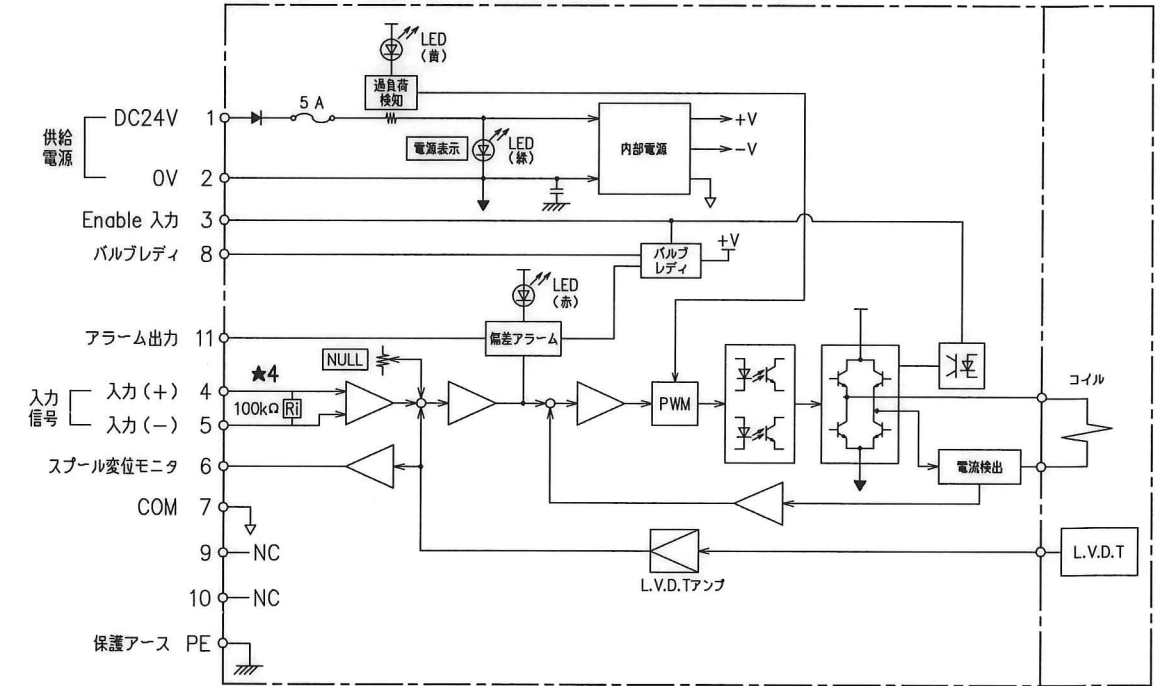 LED
(黄)
過負荷
検知
5 A
供給
電源
DC24V 1
電源表示
LED
(緑)
内部電源
+V
-V
0V 2
Enable 入力 3
バルブレディ 8
バルブ
レディ
+V
LED
(赤)
アラーム出力 11
偏差アラーム
NULL
★4
入力
信号
入力(+) 4
100kΩ Ri
入力(-) 5
PWM
コイル
スプール変位モニタ 6
電流検出
COM 7
9 NC
L.V.D.T
L.V.D.Tアンプ
10 NC
保護アース PE